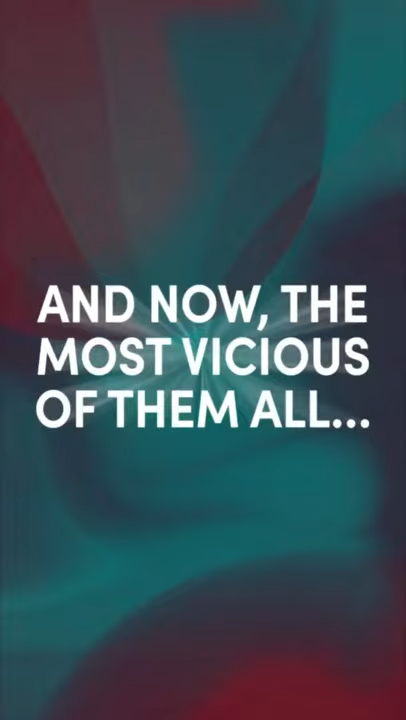 AND NOW, THE
MOST VICIOUS
OF THEM ALL...